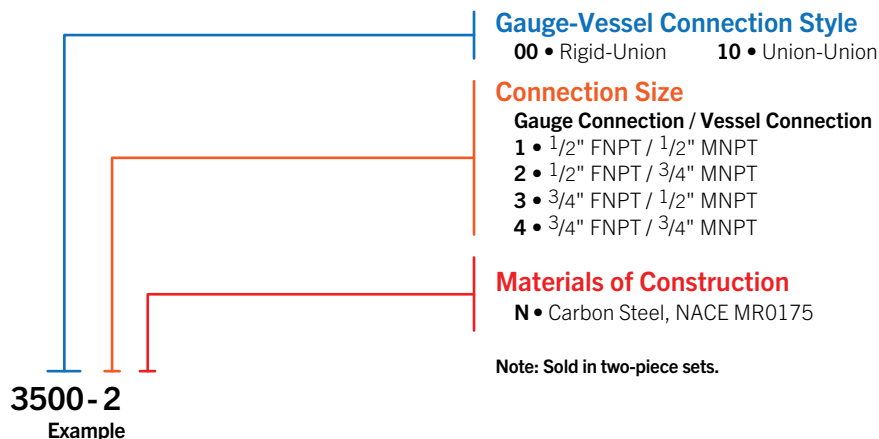 Gauge-Vessel Connection Style
00 • Rigid-Union 10 • Union-Union
Connection Size
Gauge Connection / Vessel Connection
1 • 1/2" FNPT / 1/2" MNPT
2 • 1/2" FNPT / 3/4" MNPT
3 • 3/4" FNPT / 1/2" MNPT
4 • 3/4" FNPT / 3/4" MNPT
Materials of Construction
N • Carbon Steel, NACE MR0175
Note: Sold in two-piece sets.
3500-2
Example